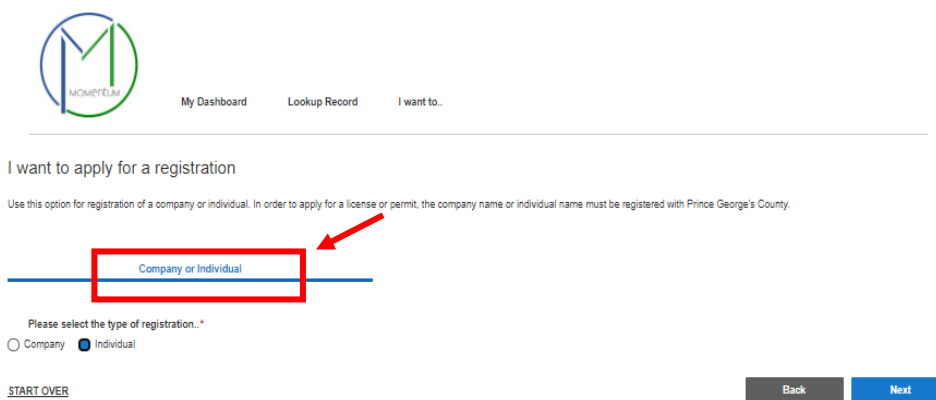 MOMENTUM
My Dashboard Lookup Record I want to..
I want to apply for a registration
Use this option for registration of a company or individual. In order to apply for a license or permit, the company name or individual name must be registered with Prince George's County.
Company or Individual
Please select the type of registration..*
Company Individual
START OVER Back Next